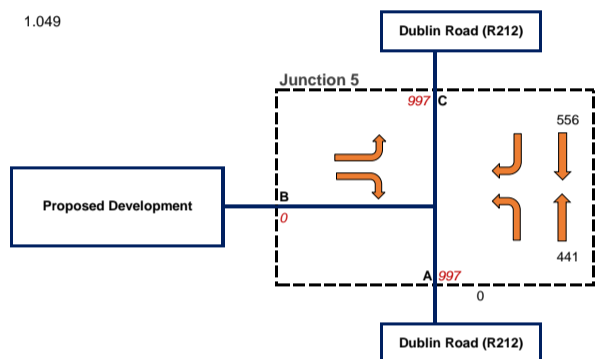 1.049
Dublin Road (R212)
Junction 5
997 C
556
Proposed Development
B
0
441
A 997
0
Dublin Road (R212)